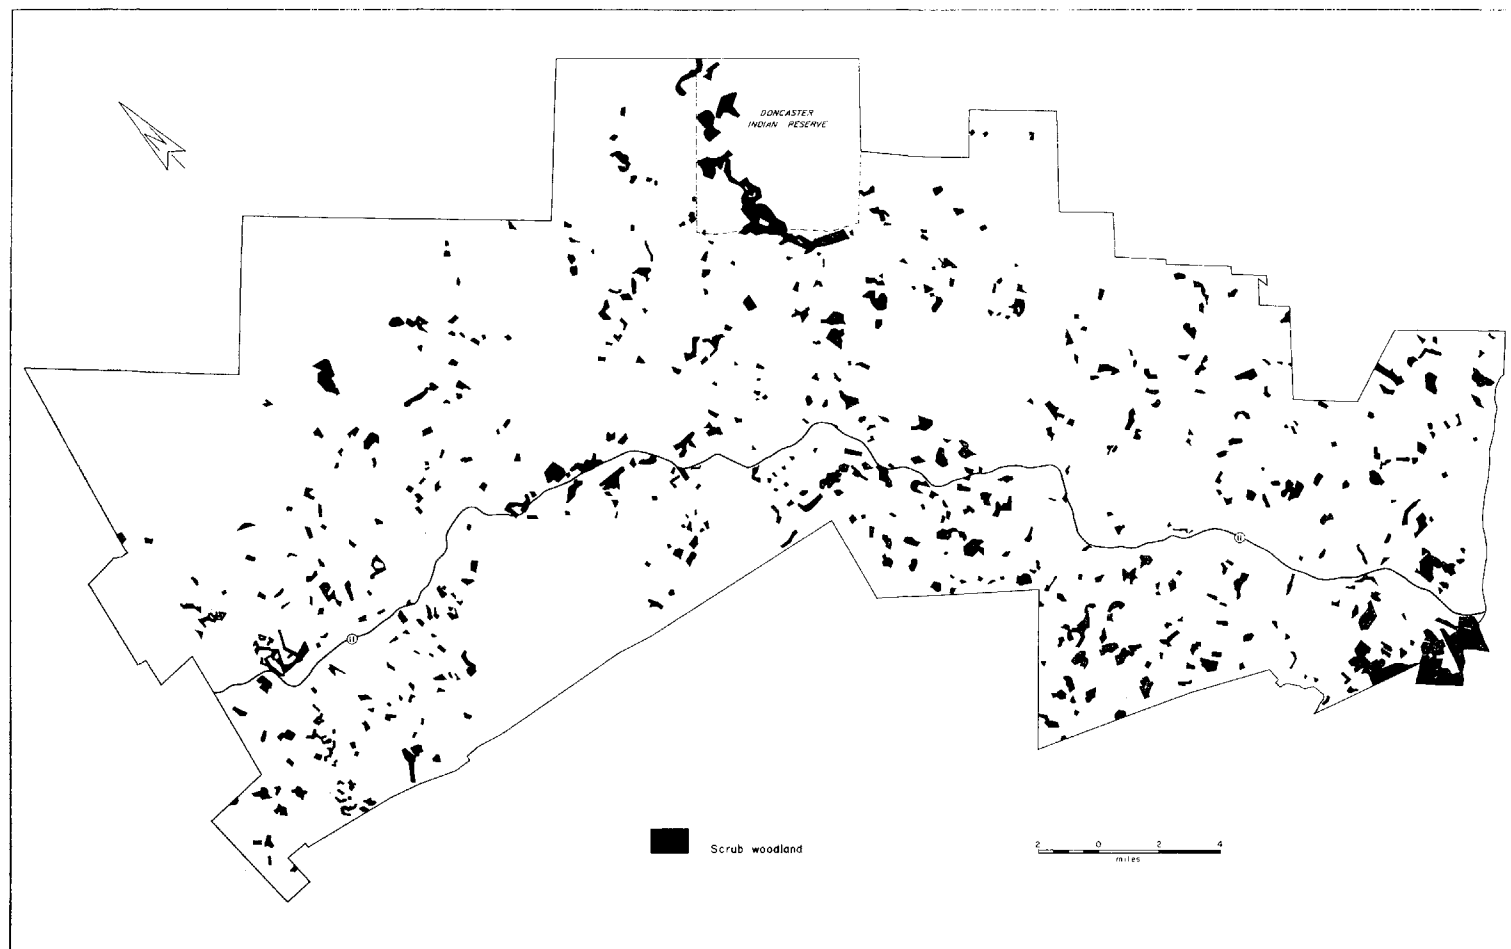 DONCASTER
INDIAN RESERVE
N
11
11
Scrub woodland
2 0 2 4
miles